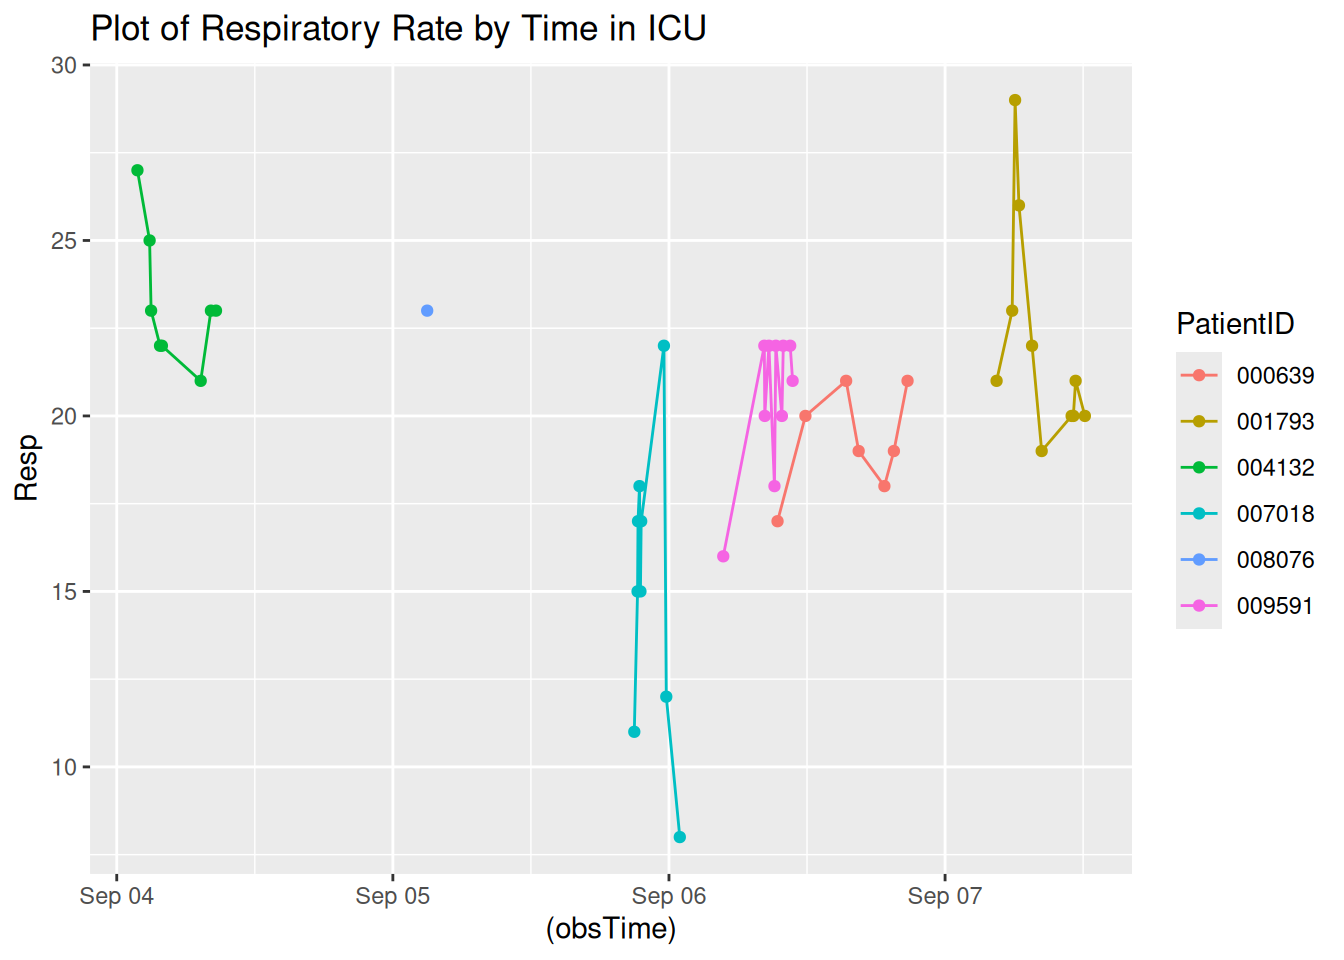 Plot of Respiratory Rate by Time in ICU
30
25
20
15
10
Resp
Sep 04
Sep 05
Sep 06
Sep 07
(obsTime)
PatientID
000639
001793
004132
007018
008076
009591